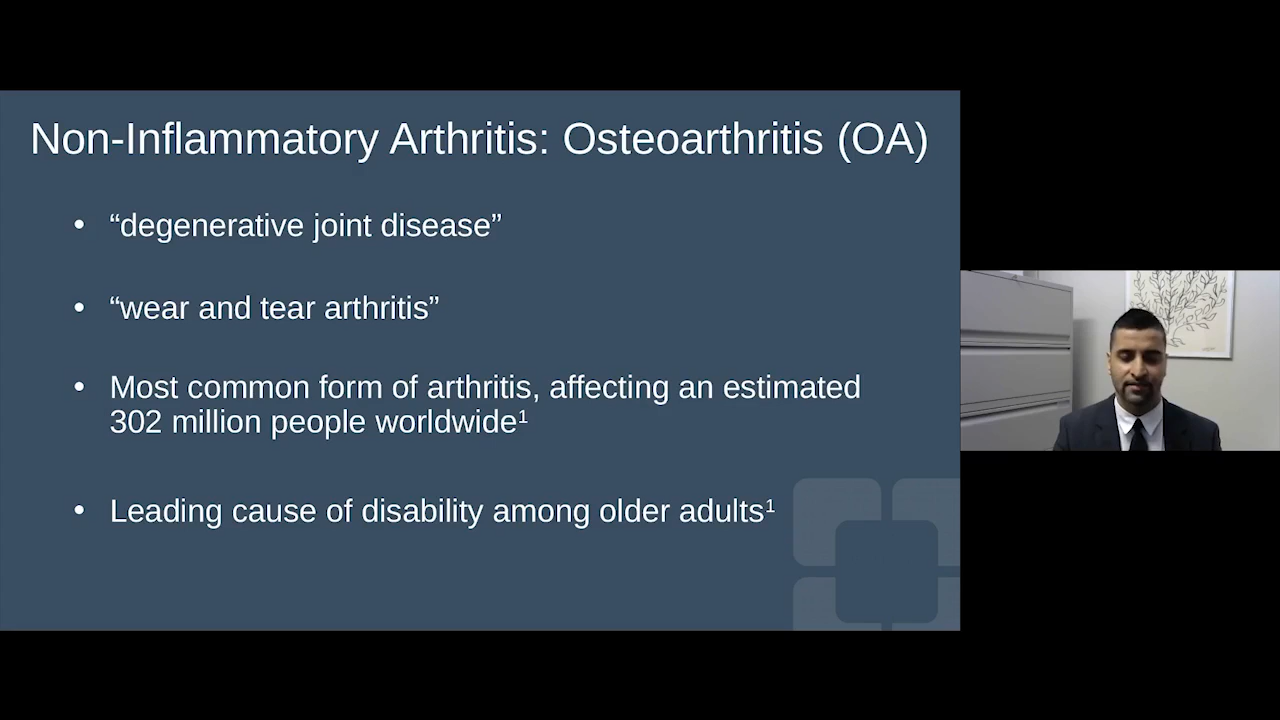 Non-Inflammatory Arthritis: Osteoarthritis (OA)
• “degenerative joint disease”
• “wear and tear arthritis”
• Most common form of arthritis, affecting an estimated
302 million people worldwide¹
• Leading cause of disability among older adults¹